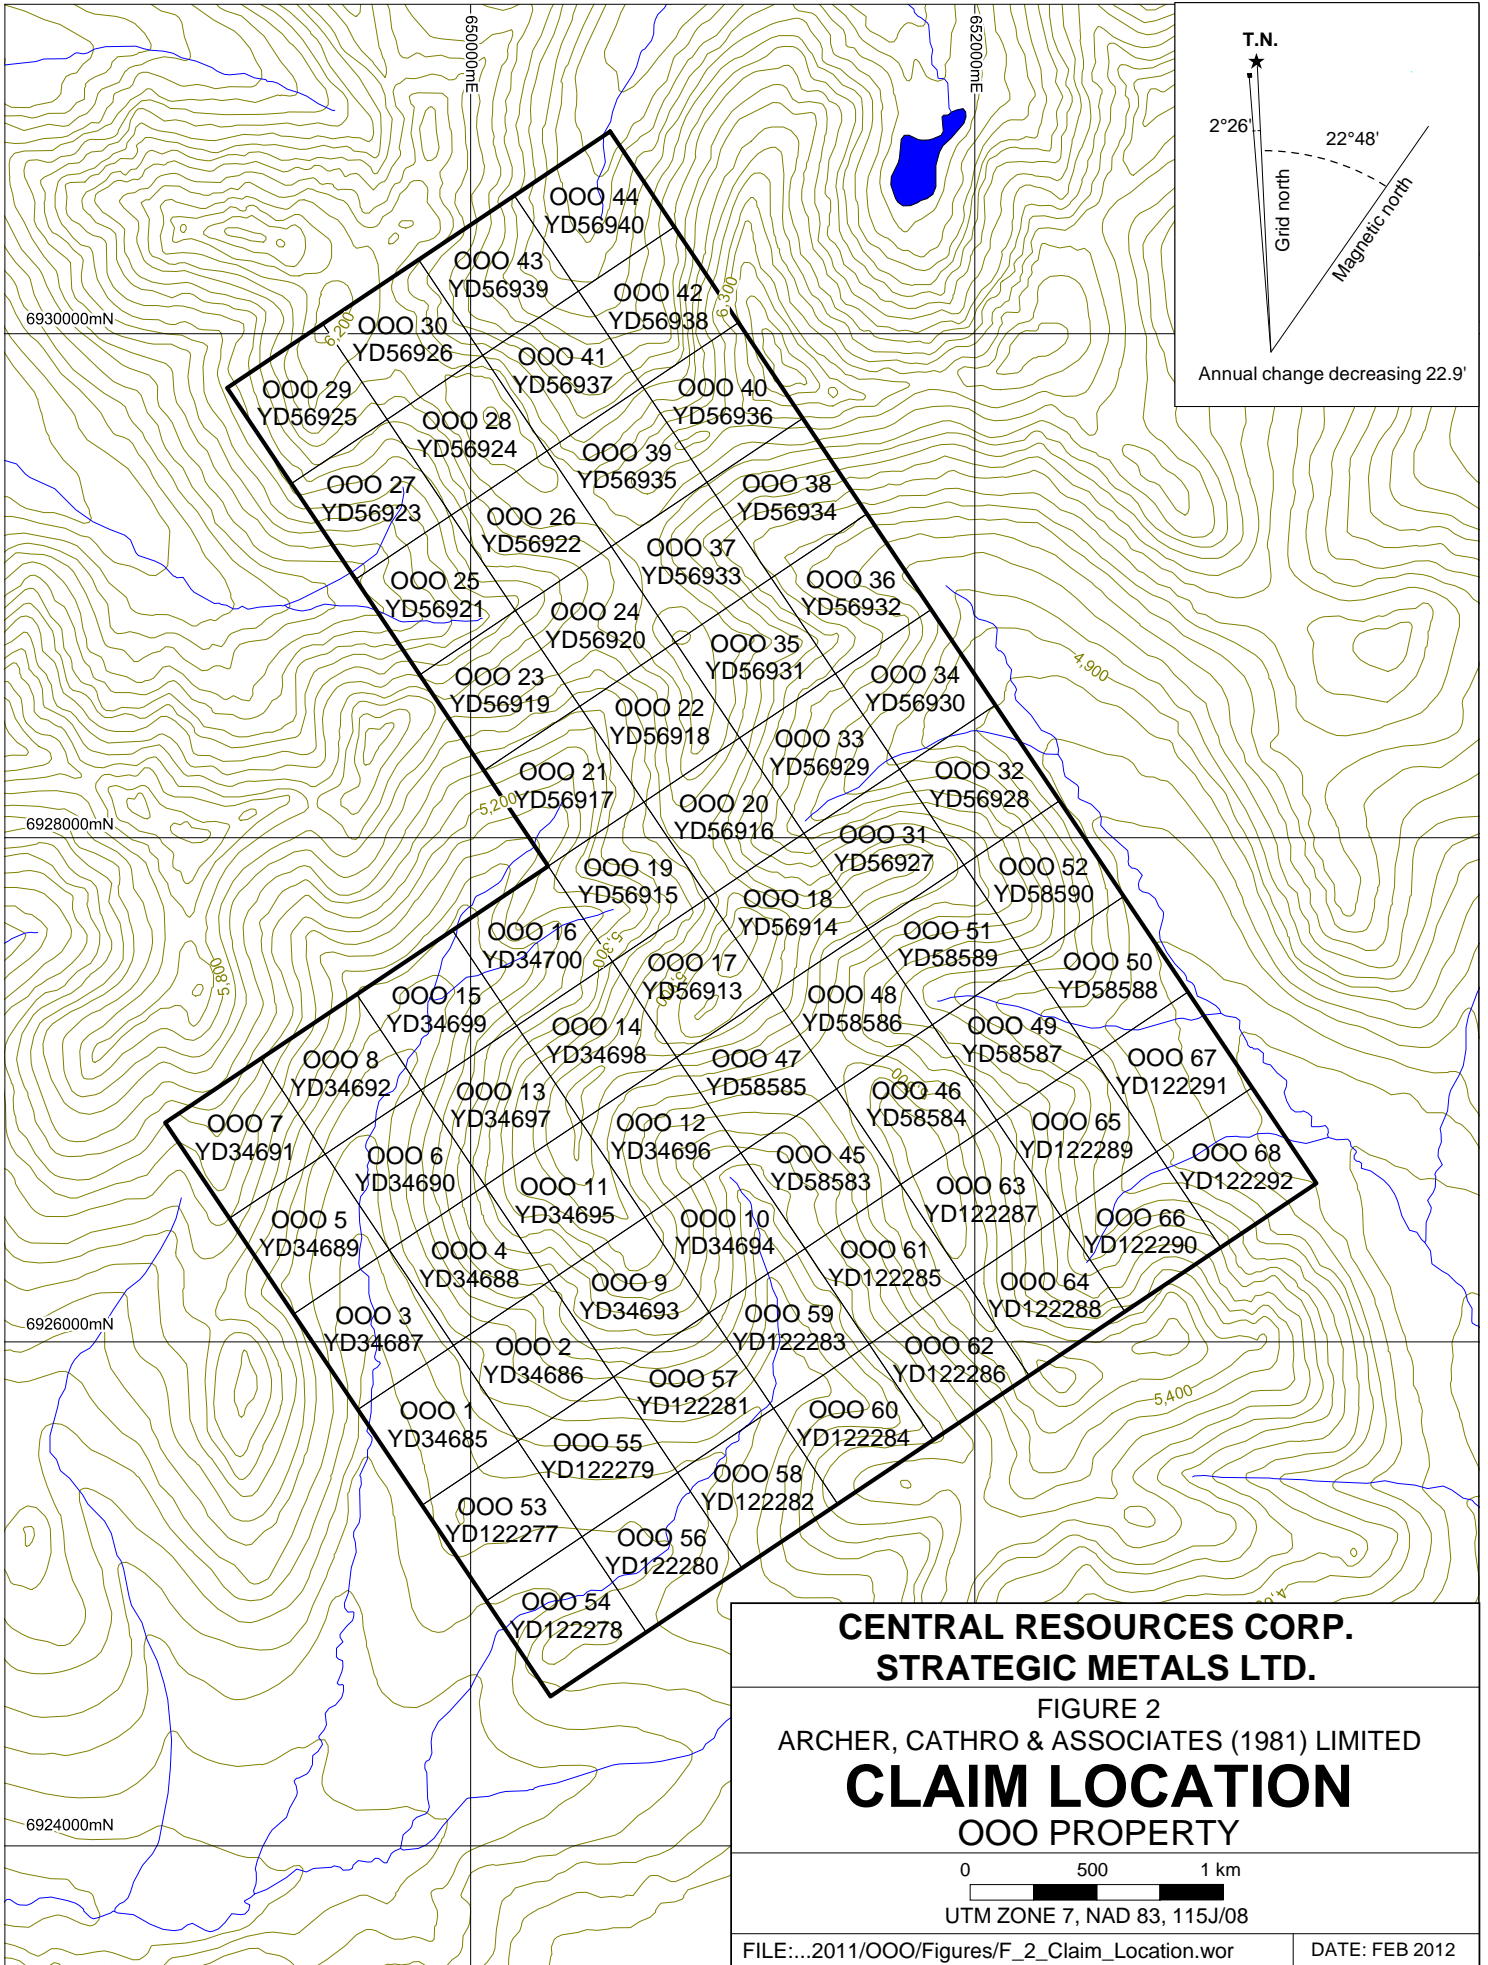 650000mE
652000mE
T.N.
2°26'
22°48'
Grid north
Magnetic north
Annual change decreasing 22.9'
OOO 44
YD56940
OOO 43
YD56939
OOO 42
YD56938
6,300
6930000mN
6,200
OOO 30
YD56926
OOO 41
YD56937
OOO 29
YD56925
OOO 40
YD56936
OOO 28
YD56924
OOO 39
YD56935
OOO 27
YD56923
OOO 38
YD56934
OOO 26
YD56922
OOO 37
YD56933
OOO 25
YD56921
OOO 36
YD56932
OOO 24
YD56920
OOO 35
YD56931
4,900
OOO 23
YD56919
OOO 34
YD56930
OOO 22
YD56918
OOO 33
YD56929
OOO 21
YD56917
5,200
OOO 32
YD56928
OOO 20
YD56916
6928000mN
OOO 31
YD56927
OOO 19
YD56915
OOO 52
YD58590
OOO 18
YD56914
OOO 16
YD34700
5,300
OOO 51
YD58589
5,800
OOO 17
YD56913
OOO 50
YD58588
OOO 15
YD34699
OOO 48
YD58586
OOO 14
YD34698
OOO 49
YD58587
OOO 8
YD34692
OOO 47
YD58585
OOO 67
YD122291
OOO 13
YD34697
OOO 46
YD58584
OOO 7
YD34691
OOO 12
YD34696
OOO 65
YD122289
OOO 6
YD34690
OOO 45
YD58583
OOO 68
YD122292
OOO 11
YD34695
OOO 63
YD122287
OOO 5
YD34689
OOO 10
YD34694
OOO 66
YD122290
OOO 4
YD34688
OOO 61
YD122285
OOO 9
YD34693
OOO 64
YD122288
OOO 3
YD34687
6926000mN
OOO 59
YD122283
OOO 2
YD34686
OOO 62
YD122286
OOO 57
YD122281
5,400
OOO 1
YD34685
OOO 60
YD122284
OOO 55
YD122279
OOO 58
YD122282
OOO 53
YD122277
OOO 56
YD122280
OOO 54
YD122278
6924000mN
CENTRAL RESOURCES CORP.
STRATEGIC METALS LTD.
FIGURE 2
ARCHER, CATHRO & ASSOCIATES (1981) LIMITED
CLAIM LOCATION
OOO PROPERTY
0 500 1 km
UTM ZONE 7, NAD 83, 115J/08
FILE:...2011/OOO/Figures/F_2_Claim_Location.wor
DATE: FEB 2012